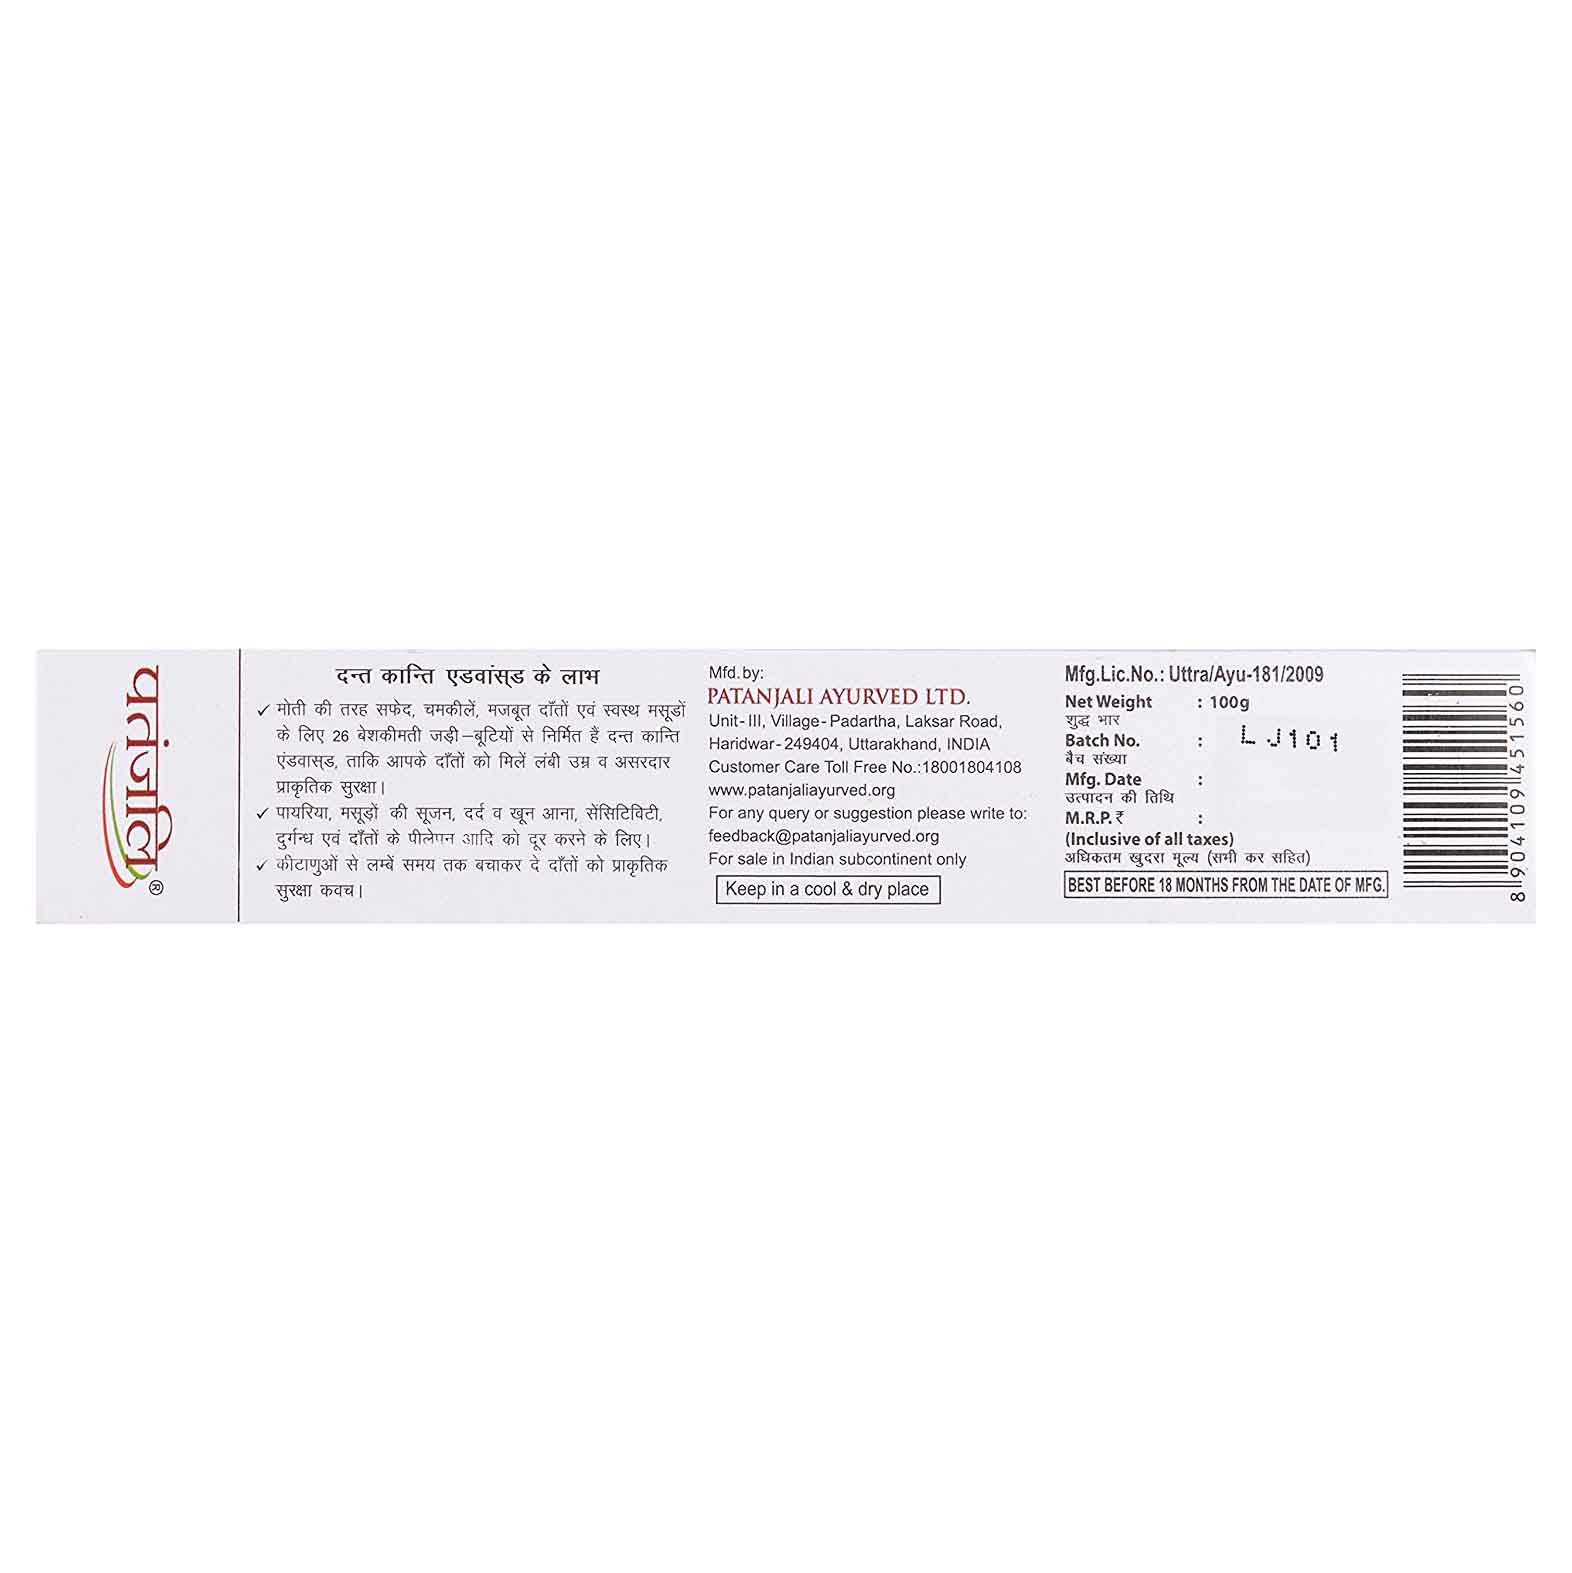 पतंजलि®
दन्त कान्ति एडवांस्ड के लाभ
✓ मोती की तरह सफेद, चमकीलें, मजबूत दाँतों एवं स्वस्थ मसूडों
के लिए 26 बेशकीमती जड़ी–बूटियों से निर्मित हैं दन्त कान्ति
एंडवास्ड, ताकि आपके दाँतों को मिलें लंबी उम्र व असरदार
प्राकृतिक सुरक्षा।
✓ पायरिया, मसूड़ों की सूजन, दर्द व खून आना, सेंसिटिविटी,
दुर्गन्ध एवं दाँतों के पीलेपन आदि को दूर करने के लिए।
✓ कीटाणुओं से लम्बें समय तक बचाकर दे दाँतों को प्राकृतिक
सुरक्षा कवच।
Mfd. by:
PATANJALI AYURVED LTD.
Unit- III, Village- Padartha, Laksar Road,
Haridwar- 249404, Uttarakhand, INDIA
Customer Care Toll Free No.:18001804108
www.patanjaliayurved.org
For any query or suggestion please write to:
feedback@patanjaliayurved.org
For sale in Indian subcontinent only
Keep in a cool & dry place
Mfg.Lic.No.: Uttra/Ayu-181/2009
Net Weight : 100g
शुद्ध भार
Batch No. : LJ101
बैच संख्या
Mfg. Date :
उत्पादन की तिथि
M.R.P.₹ :
(Inclusive of all taxes)
अधिकतम खुदरा मूल्य (सभी कर सहित)
BEST BEFORE 18 MONTHS FROM THE DATE OF MFG.
8 904109 451560